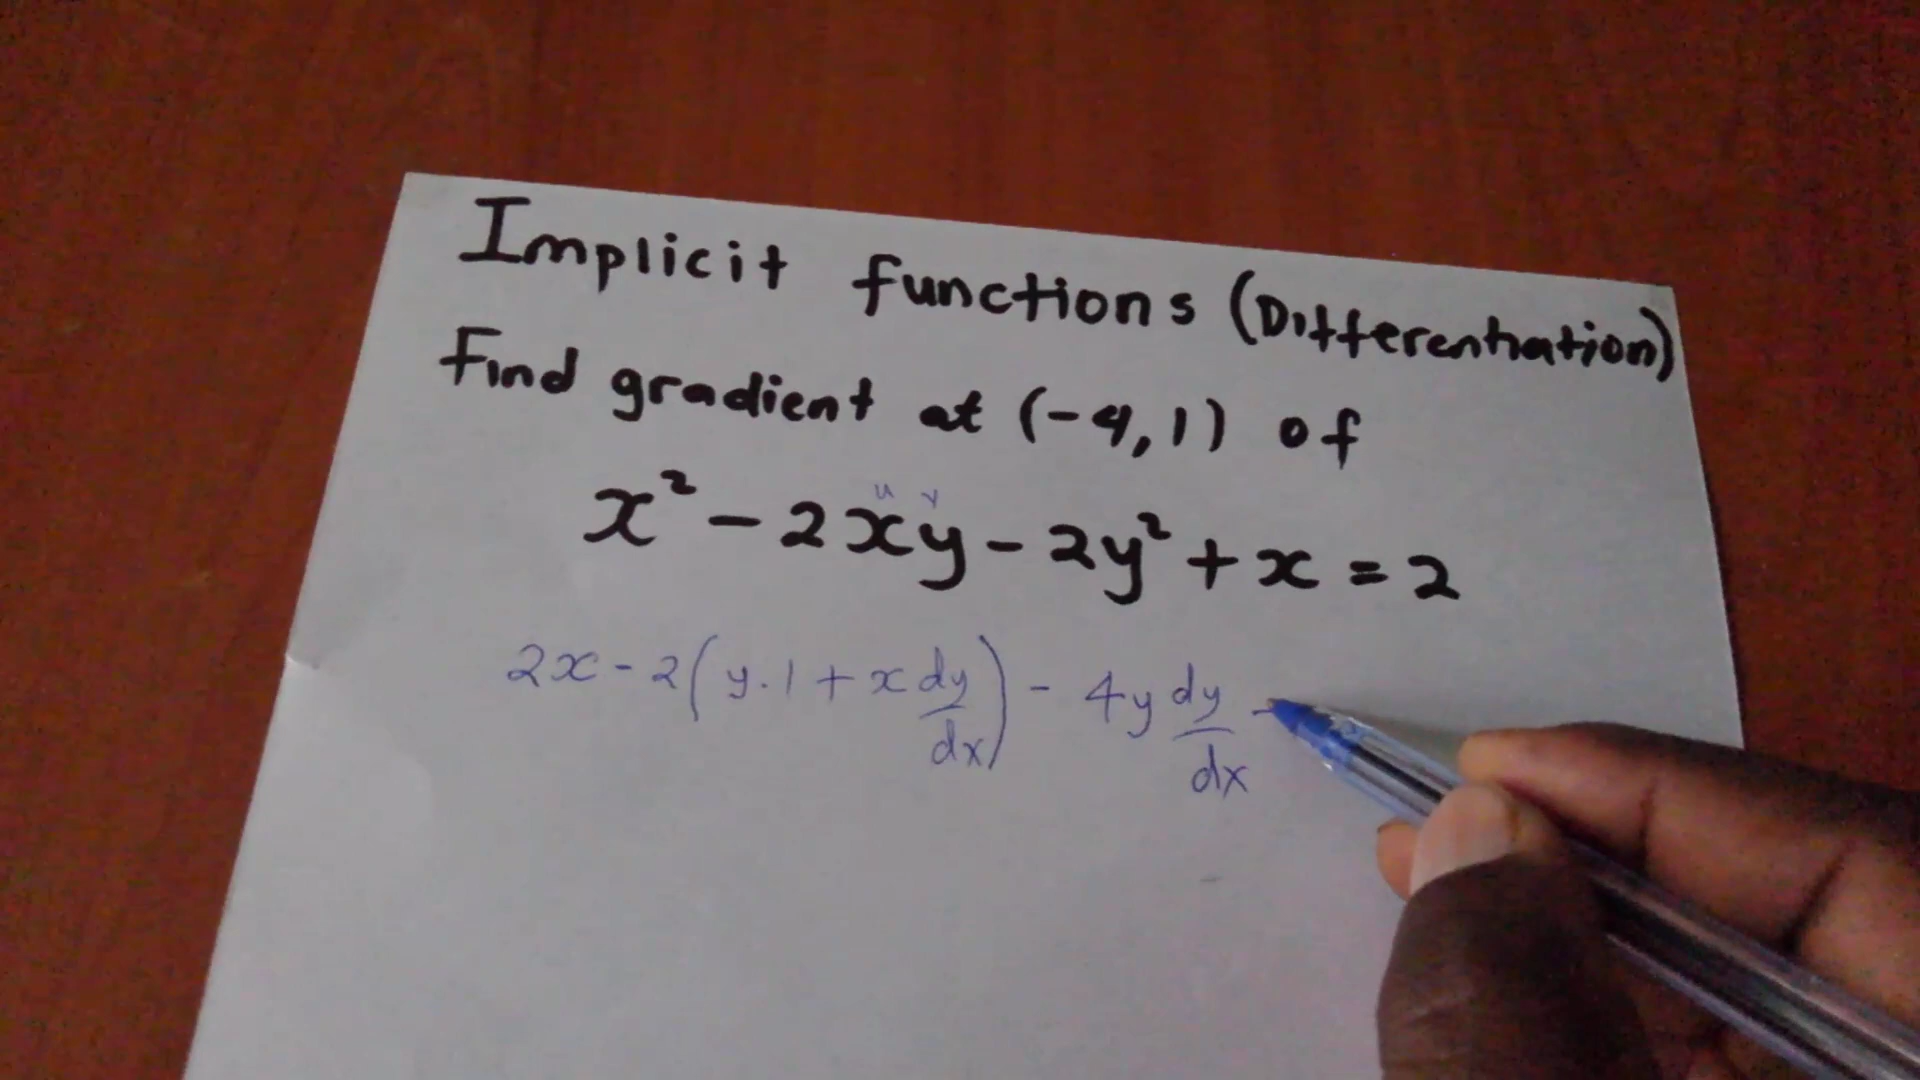 Implicit functions (Differentiation)
Find gradient at (-4,1) of
u v
x² - 2xy - 2y² + x = 2
2x - 2(y.1 + x dy/dx) - 4y dy/dx -